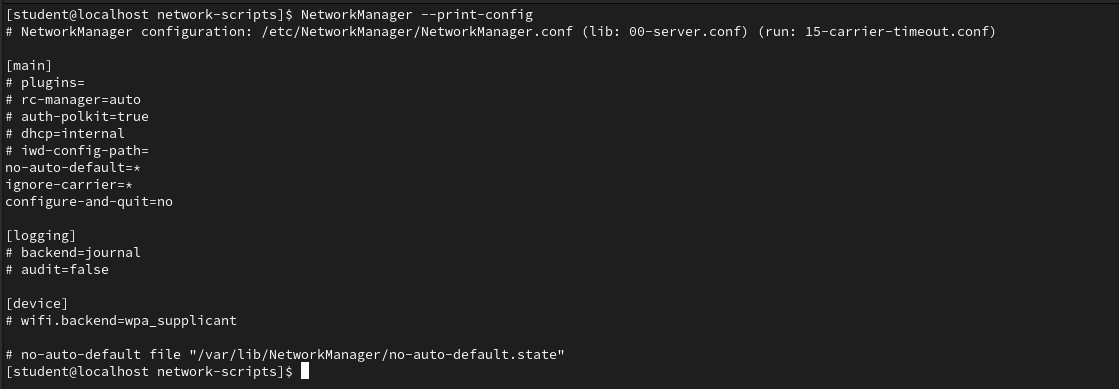 [student@localhost network-scripts]$ NetworkManager --print-config
# NetworkManager configuration: /etc/NetworkManager/NetworkManager.conf (lib: 00-server.conf) (run: 15-carrier-timeout.conf)
[main]
# plugins=
# rc-manager=auto
# auth-polkit=true
# dhcp=internal
# iwd-config-path=
no-auto-default=*
ignore-carrier=*
configure-and-quit=no
[logging]
# backend=journal
# audit=false
[device]
# wifi.backend=wpa_supplicant
# no-auto-default file "/var/lib/NetworkManager/no-auto-default.state"
[student@localhost network-scripts]$